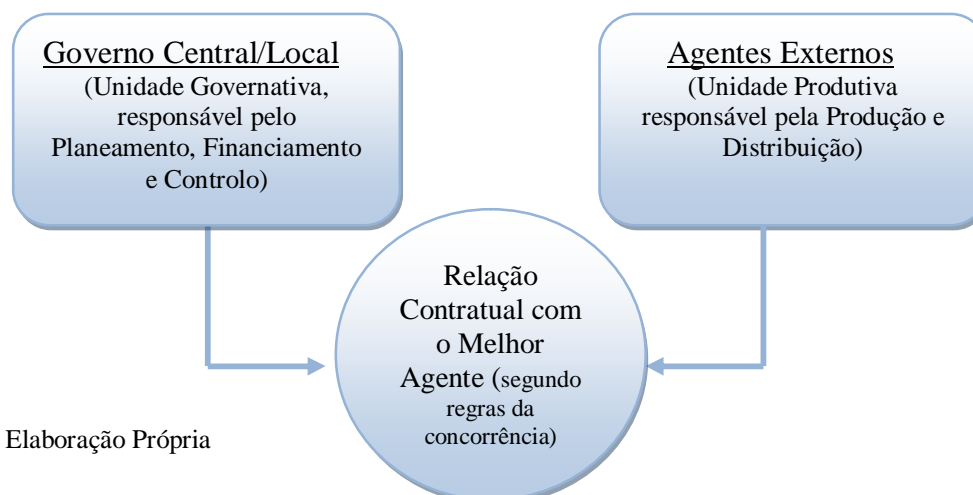 Governo Central/Local
(Unidade Governativa,
responsável pelo
Planeamento, Financiamento
e Controlo)
Agentes Externos
(Unidade Produtiva
responsável pela Produção e
Distribuição)
Relação
Contratual com
o Melhor
Agente (segundo
regras da
concorrência)
Elaboração Própria